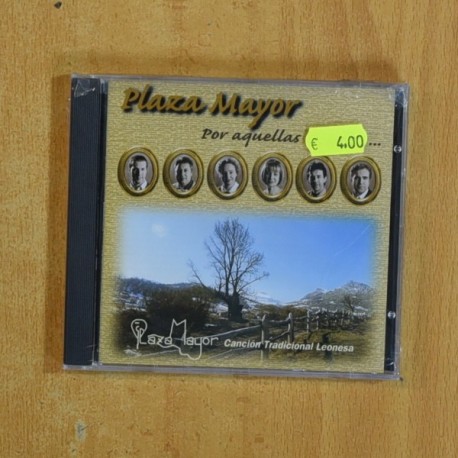 Plaza Mayor
Por aquellas ...
€ 4.00
Plaza Mayor Canción Tradicional Leonesa